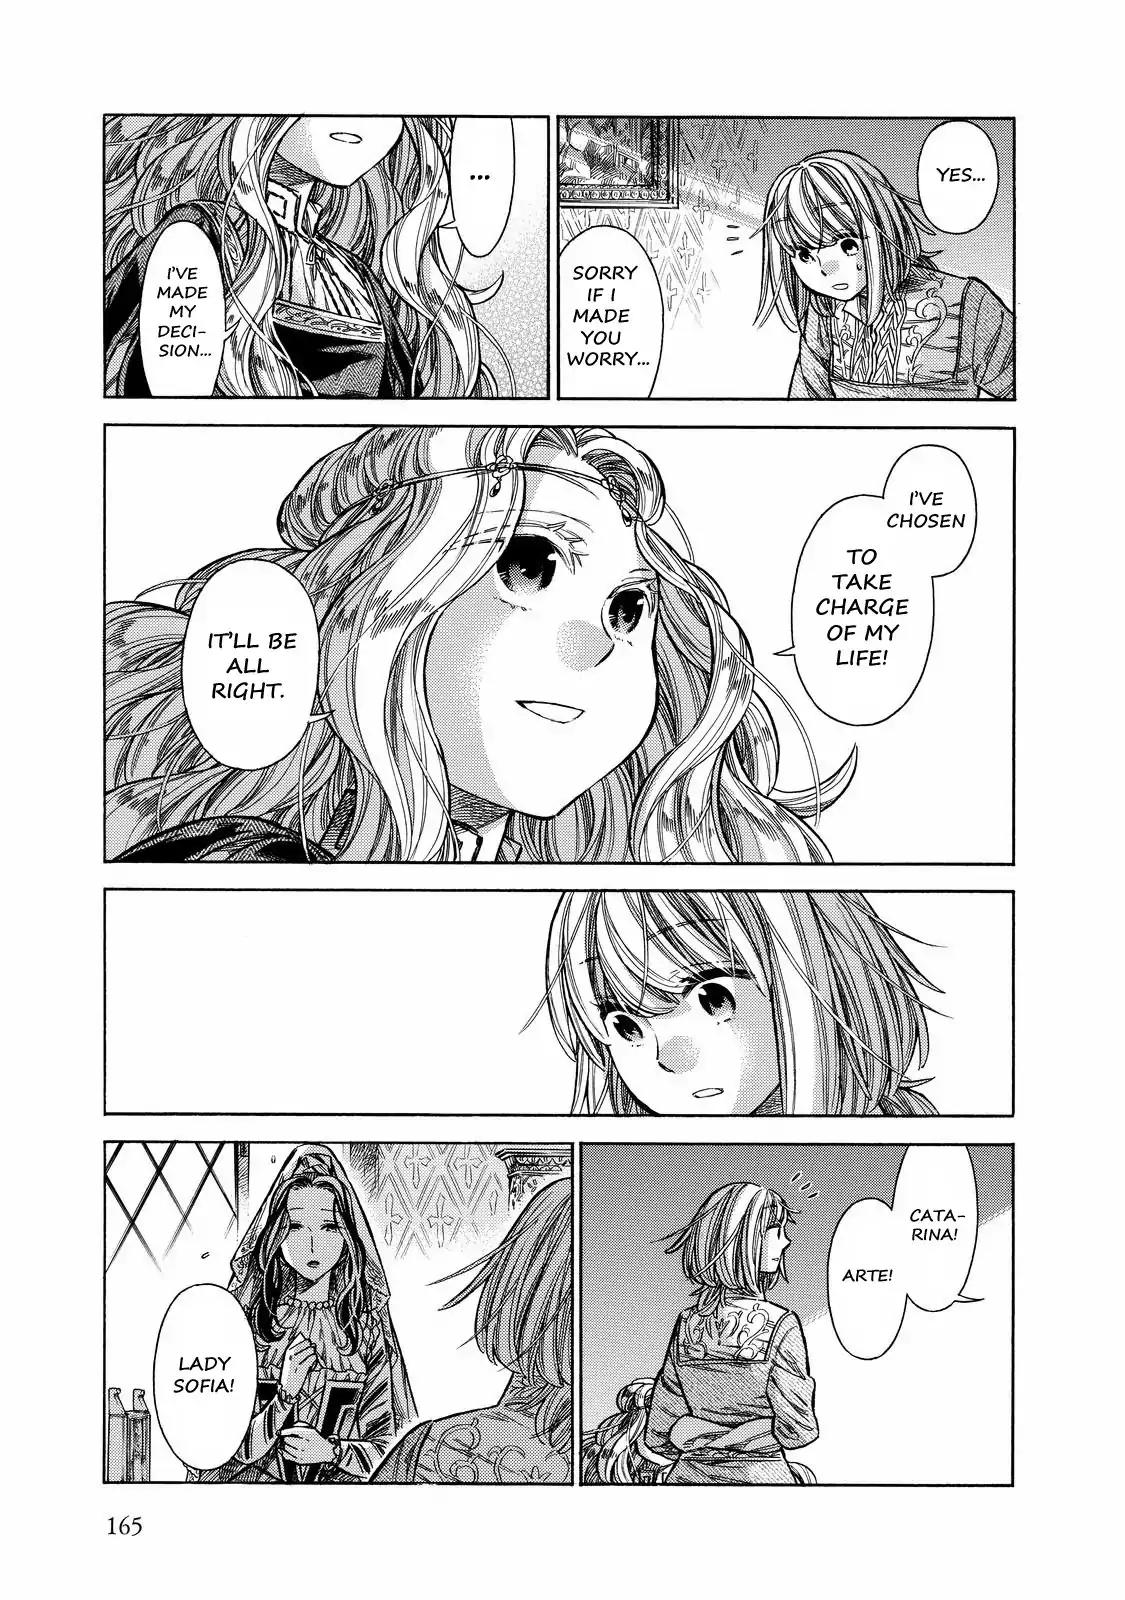 YES...
SORRY
IF I
MADE
YOU
WORRY...
...
I'VE
MADE
MY
DECI-
SION...
I'VE
CHOSEN
TO
TAKE
CHARGE
OF MY
LIFE!
IT'LL BE
ALL
RIGHT.
CATA-
RINA!
ARTE!
LADY
SOFIA!
165